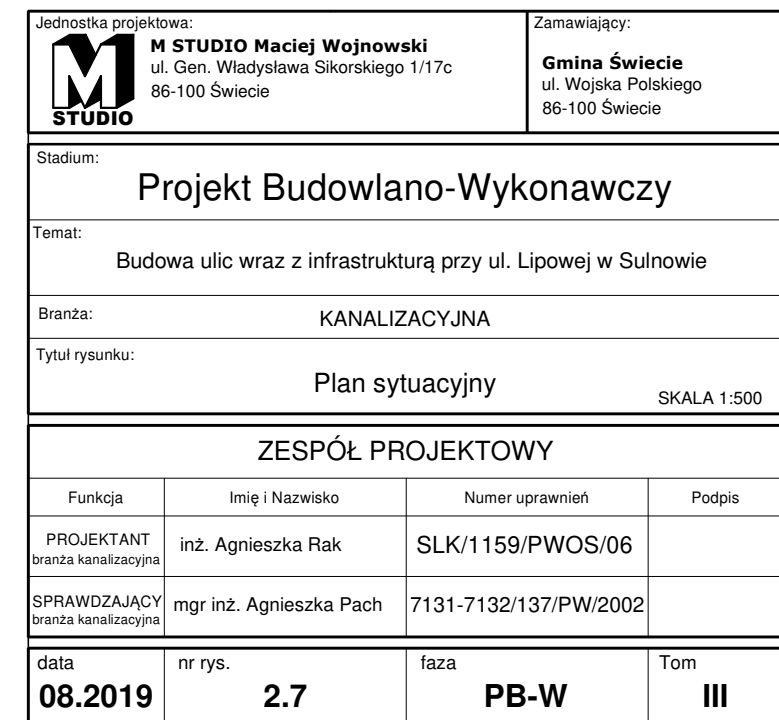 Jednostka projektowa:
M
STUDIO
M STUDIO Maciej Wojnowski
ul. Gen. Władysława Sikorskiego 1/17c
86-100 Świecie
Zamawiający:
Gmina Świecie
ul. Wojska Polskiego
86-100 Świecie
Stadium:
Projekt Budowlano-Wykonawczy
Temat:
Budowa ulic wraz z infrastrukturą przy ul. Lipowej w Sulnowie
Branża:
KANALIZACYJNA
Tytuł rysunku:
Plan sytuacyjny
SKALA 1:500
ZESPÓŁ PROJEKTOWY
Funkcja Imię i Nazwisko Numer uprawnień Podpis
PROJEKTANT
branża kanalizacyjna
inż. Agnieszka Rak
SLK/1159/PWOS/06
SPRAWDZAJĄCY
branża kanalizacyjna
mgr inż. Agnieszka Pach
7131-7132/137/PW/2002
data
08.2019
nr rys.
2.7
faza
PB-W
Tom
III